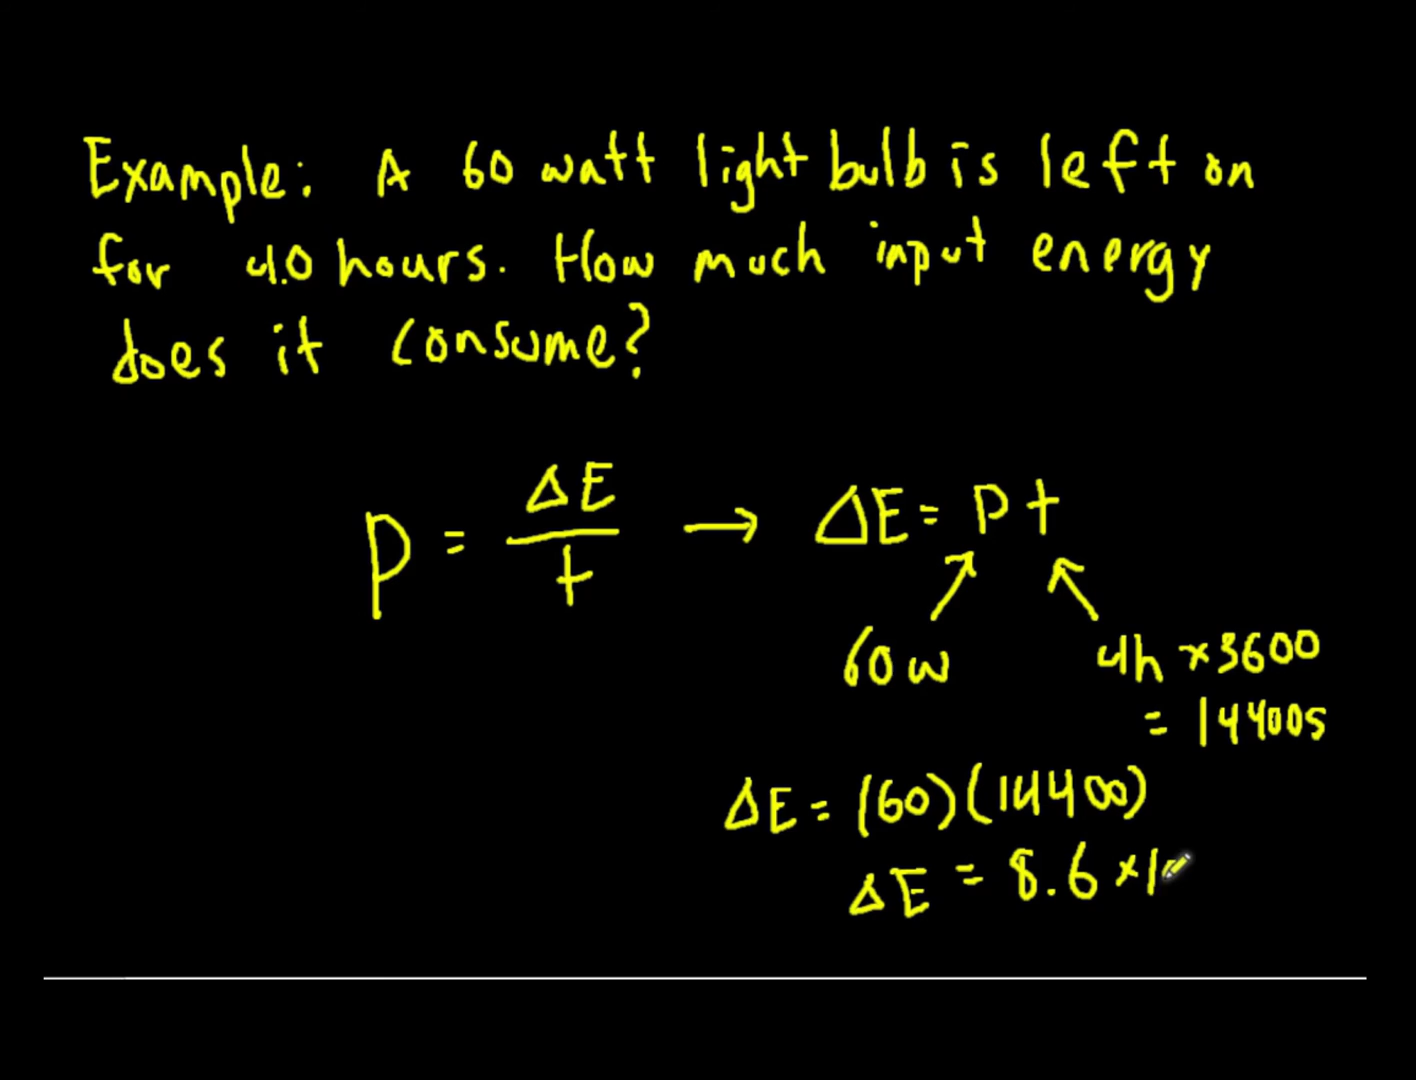 Example: A 60 watt light bulb is left on
for 4.0 hours. How much input energy
does it consume?
P = ΔE / t → ΔE = Pt
60 w
4h × 3600
= 14400s
ΔE = (60)(14400)
ΔE = 8.6 × 1